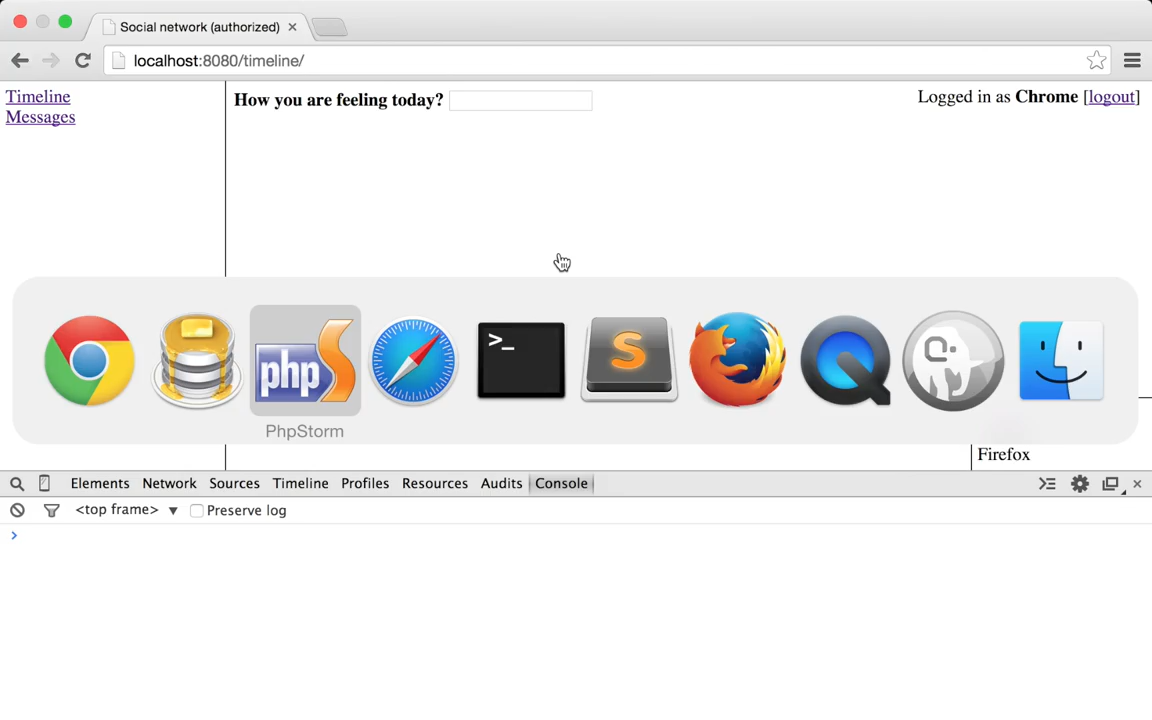 Social network (authorized)
localhost:8080/timeline/
Timeline
Messages
How you are feeling today?
Logged in as Chrome [logout]
php
>_
S
PhpStorm
Firefox
Elements Network Sources Timeline Profiles Resources Audits Console
<top frame> Preserve log